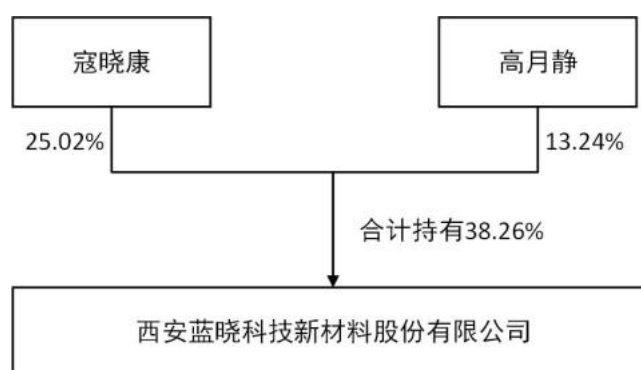 寇晓康
高月静
25.02%
13.24%
合计持有38.26%
西安蓝晓科技新材料股份有限公司